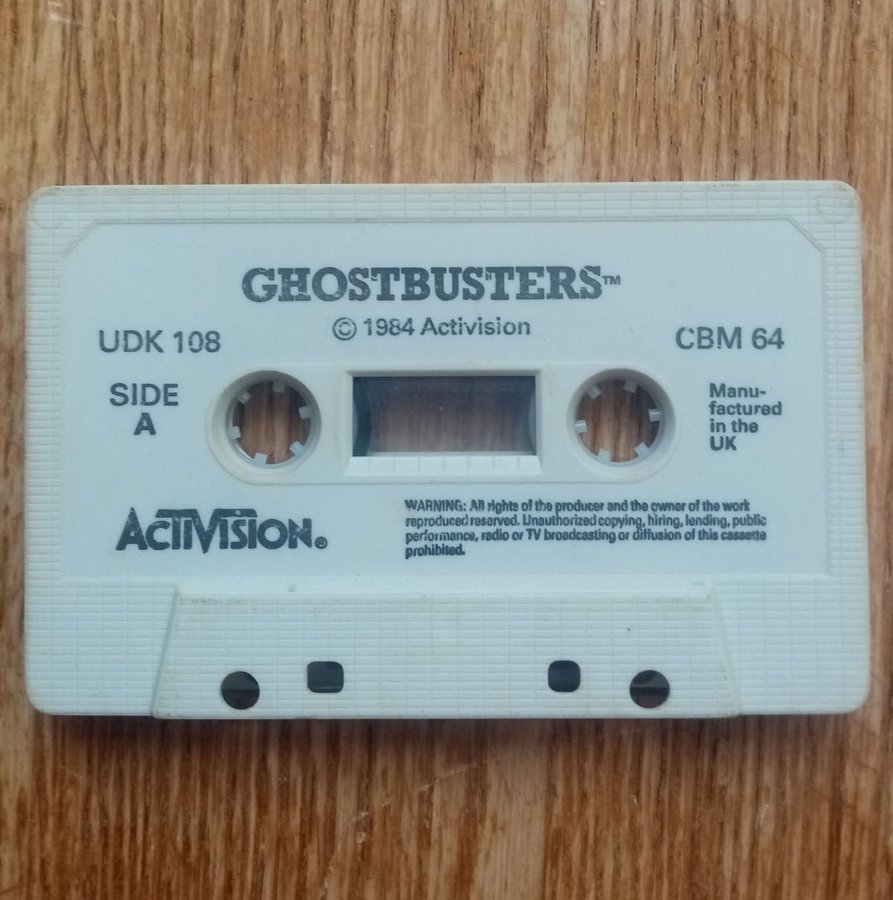 GHOSTBUSTERS™
© 1984 Activision
UDK 108
CBM 64
SIDE
A
Manu-
factured
in the
UK
ACTIVISION®
WARNING: All rights of the producer and the owner of the work
reproduced reserved. Unauthorized copying, hiring, lending, public
performance, radio or TV broadcasting or diffusion of this cassette
prohibited.